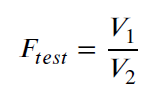 F_test = V_1 / V_2